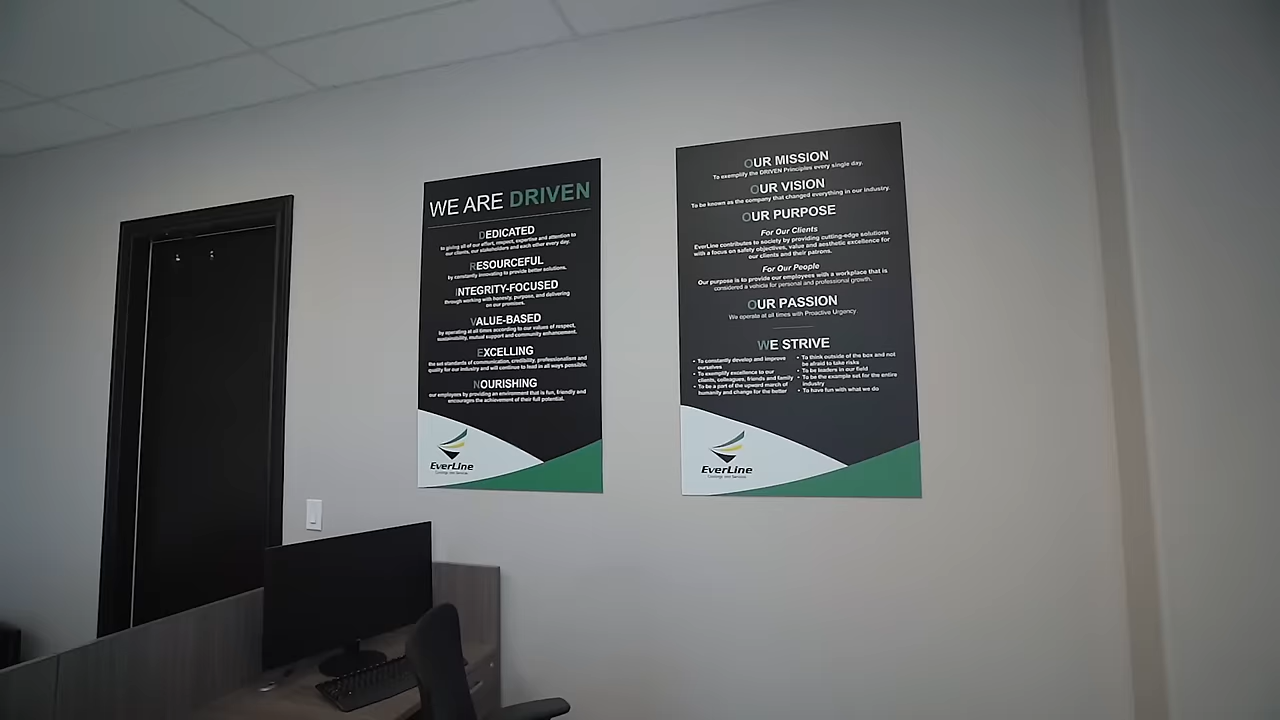 WE ARE DRIVEN
DEDICATED
to giving all of our effort, respect, expertise and attention to
our clients, our stakeholders and each other every day.
RESOURCEFUL
by constantly innovating to provide better solutions.
INTEGRITY-FOCUSED
through working with honesty, purpose, and delivering
on our promises.
VALUE-BASED
by operating at all times according to our values of respect,
sustainability, mutual support and community enhancement.
EXCELLING
the set standards of communication, credibility, professionalism and
quality for our industry and will continue to lead in all ways possible.
NOURISHING
our employees by providing an environment that is fun, friendly and
encourages the achievement of their full potential.
EverLine
Coatings and Services
OUR MISSION
To exemplify the DRIVEN Principles every single day.
OUR VISION
To be known as the company that changed everything in our industry.
OUR PURPOSE
For Our Clients
EverLine contributes to society by providing cutting-edge solutions
with a focus on safety objectives, value and aesthetic excellence for
our clients and their patrons.
For Our People
Our purpose is to provide our employees with a workplace that is
considered a vehicle for personal and professional growth.
OUR PASSION
We operate at all times with Proactive Urgency
WE STRIVE
• To constantly develop and improve
ourselves
• To exemplify excellence to our
clients, colleagues, friends and family
• To be a part of the upward march of
humanity and change for the better
• To think outside of the box and not
be afraid to take risks
• To be leaders in our field
• To be the example set for the entire
industry
• To have fun with what we do
EverLine
Coatings and Services